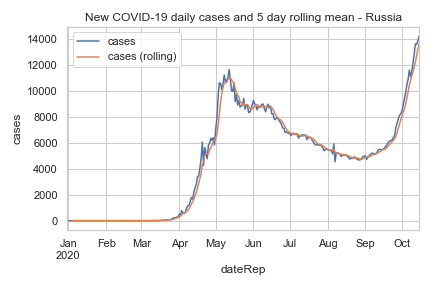 New COVID-19 daily cases and 5 day rolling mean - Russia
cases
cases (rolling)
14000
12000
10000
8000
6000
4000
2000
0
cases
Jan Feb Mar Apr May Jun Jul Aug Sep Oct
2020
dateRep